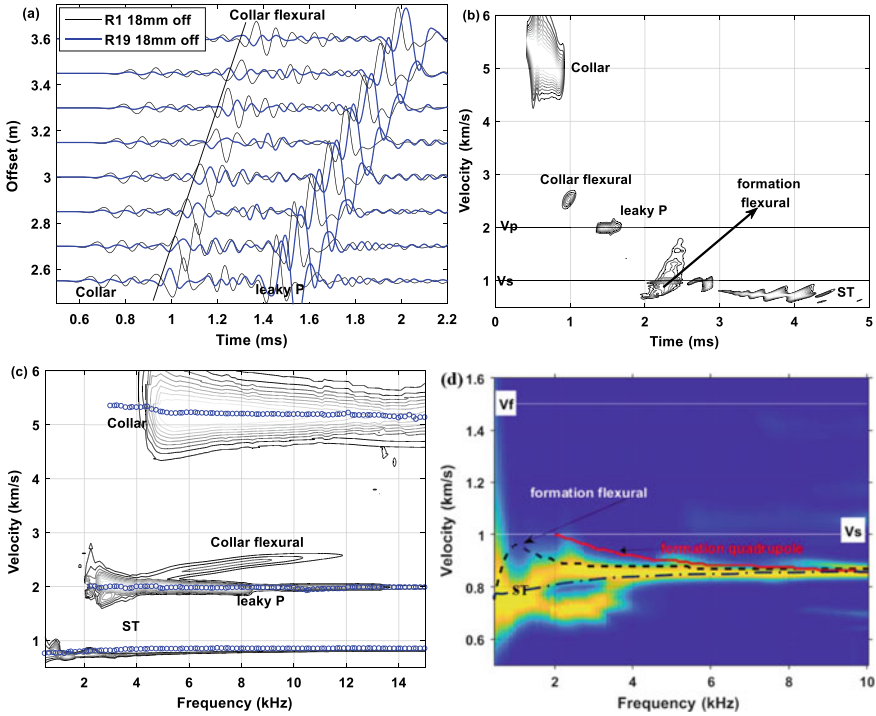 (a)
Collar flexural
R1 18mm off
R19 18mm off
3.6
3.4
3.2
3
2.8
2.6
Offset (m)
Collar
leaky P
0.6 0.8 1 1.2 1.4 1.6 1.8 2 2.2
Time (ms)
(b)
6
5
4
3
2
1
0
Velocity (km/s)
Collar
Collar flexural
leaky P
formation
flexural
Vp
Vs
ST
0 1 2 3 4 5
Time (ms)
(c)
6
5
4
3
2
1
Velocity (km/s)
Collar
Collar flexural
leaky P
ST
2 4 6 8 10 12 14
Frequency (kHz)
(d)
1.6
1.4
1.2
1
0.8
0.6
Velocity (km/s)
Vf
formation flexural
Vs
formation quadrupole
ST
2 4 6 8 10
Frequency (kHz)